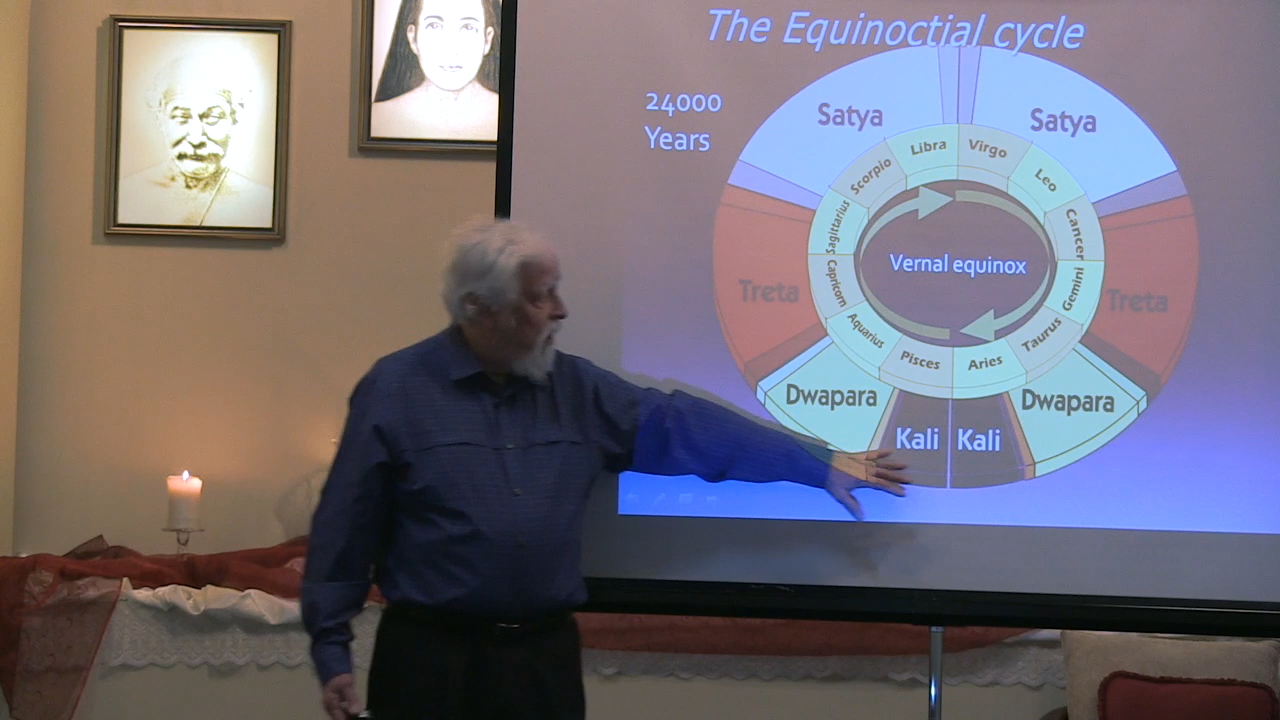 The Equinoctial cycle
24000
Years
Satya
Satya
Libra
Virgo
Scorpio
Leo
Sagittarius
Cancer
Vernal equinox
Capricorn
Gemini
Treta
Treta
Aquarius
Taurus
Pisces
Aries
Dwapara
Dwapara
Kali
Kali